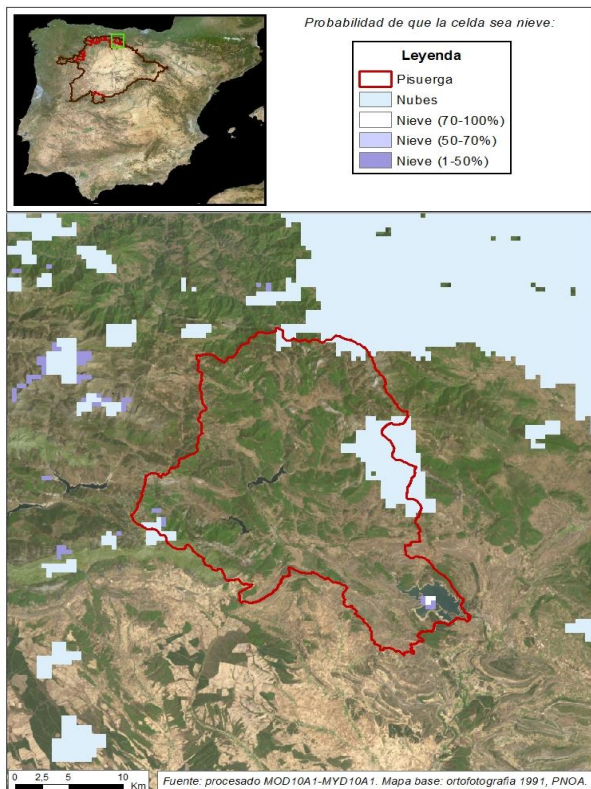 Probabilidad de que la celda sea nieve:
Leyenda
Pisuerga
Nubes
Nieve (70-100%)
Nieve (50-70%)
Nieve (1-50%)
0 2,5 5 10
Km
Fuente: procesado MOD10A1-MYD10A1. Mapa base: ortofotografia 1991, PNOA.